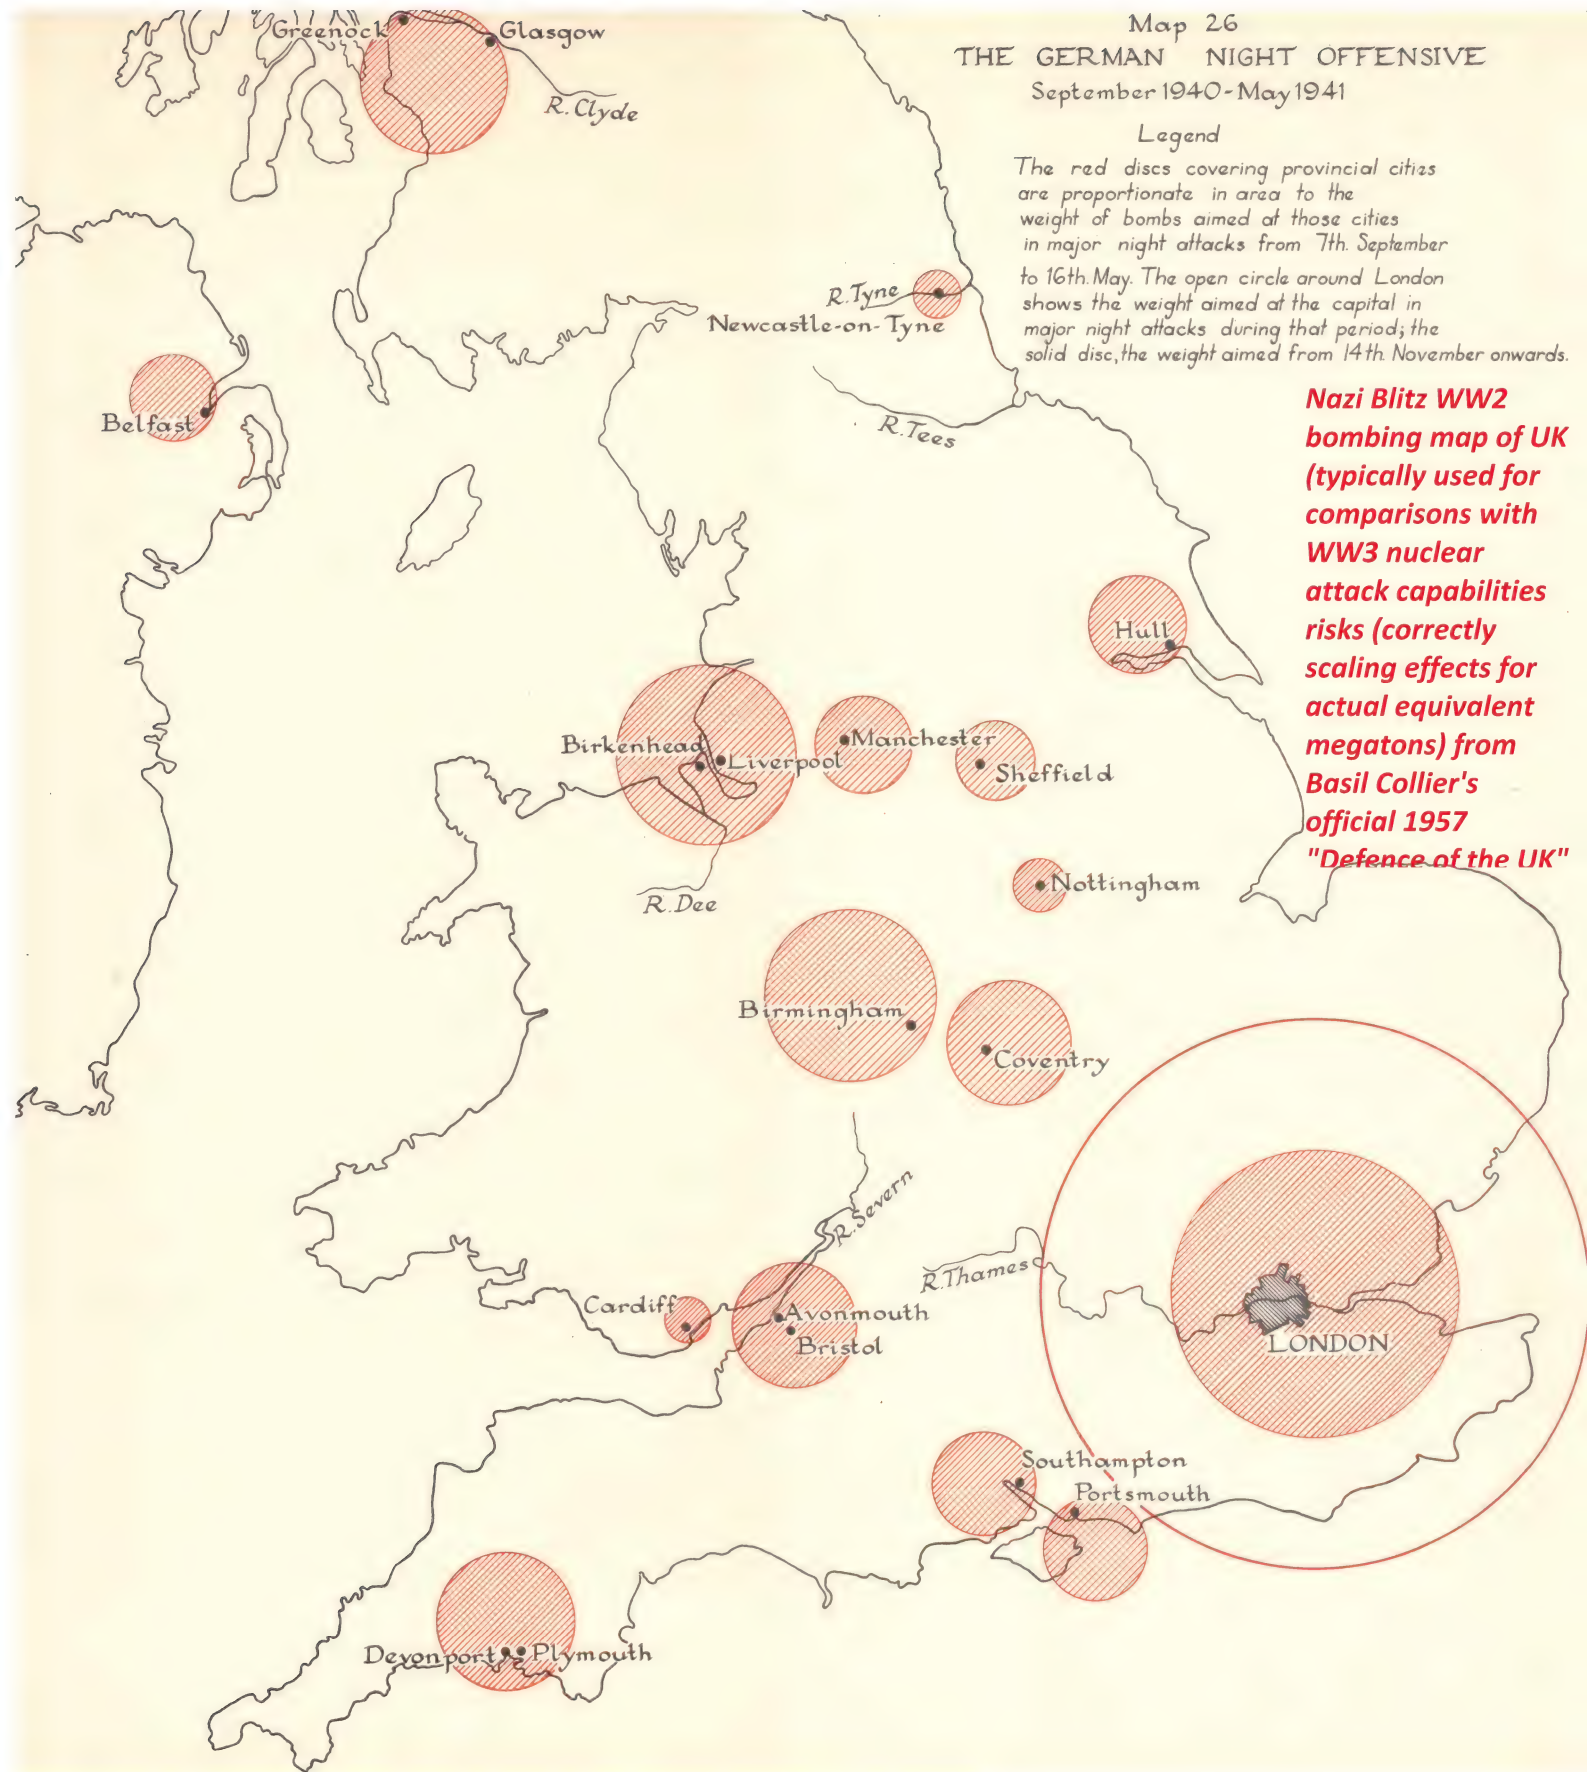 Map 26
THE GERMAN NIGHT OFFENSIVE
September 1940-May 1941
Legend
The red discs covering provincial cities
are proportionate in area to the
weight of bombs aimed at those cities
in major night attacks from 7th. September
to 16th. May. The open circle around London
shows the weight aimed at the capital in
major night attacks during that period; the
solid disc, the weight aimed from 14th November onwards.
Nazi Blitz WW2
bombing map of UK
(typically used for
comparisons with
WW3 nuclear
attack capabilities
risks (correctly
scaling effects for
actual equivalent
megatons) from
Basil Collier's
official 1957
"Defence of the UK"
Greenock
Glasgow
R. Clyde
R. Tyne
Newcastle-on-Tyne
Belfast
R. Tees
Hull
Birkenhead
Liverpool
Manchester
Sheffield
R. Dee
Nottingham
Birmingham
Coventry
R. Severn
R. Thames
Cardiff
Avonmouth
Bristol
LONDON
Southampton
Portsmouth
Devonport
Plymouth